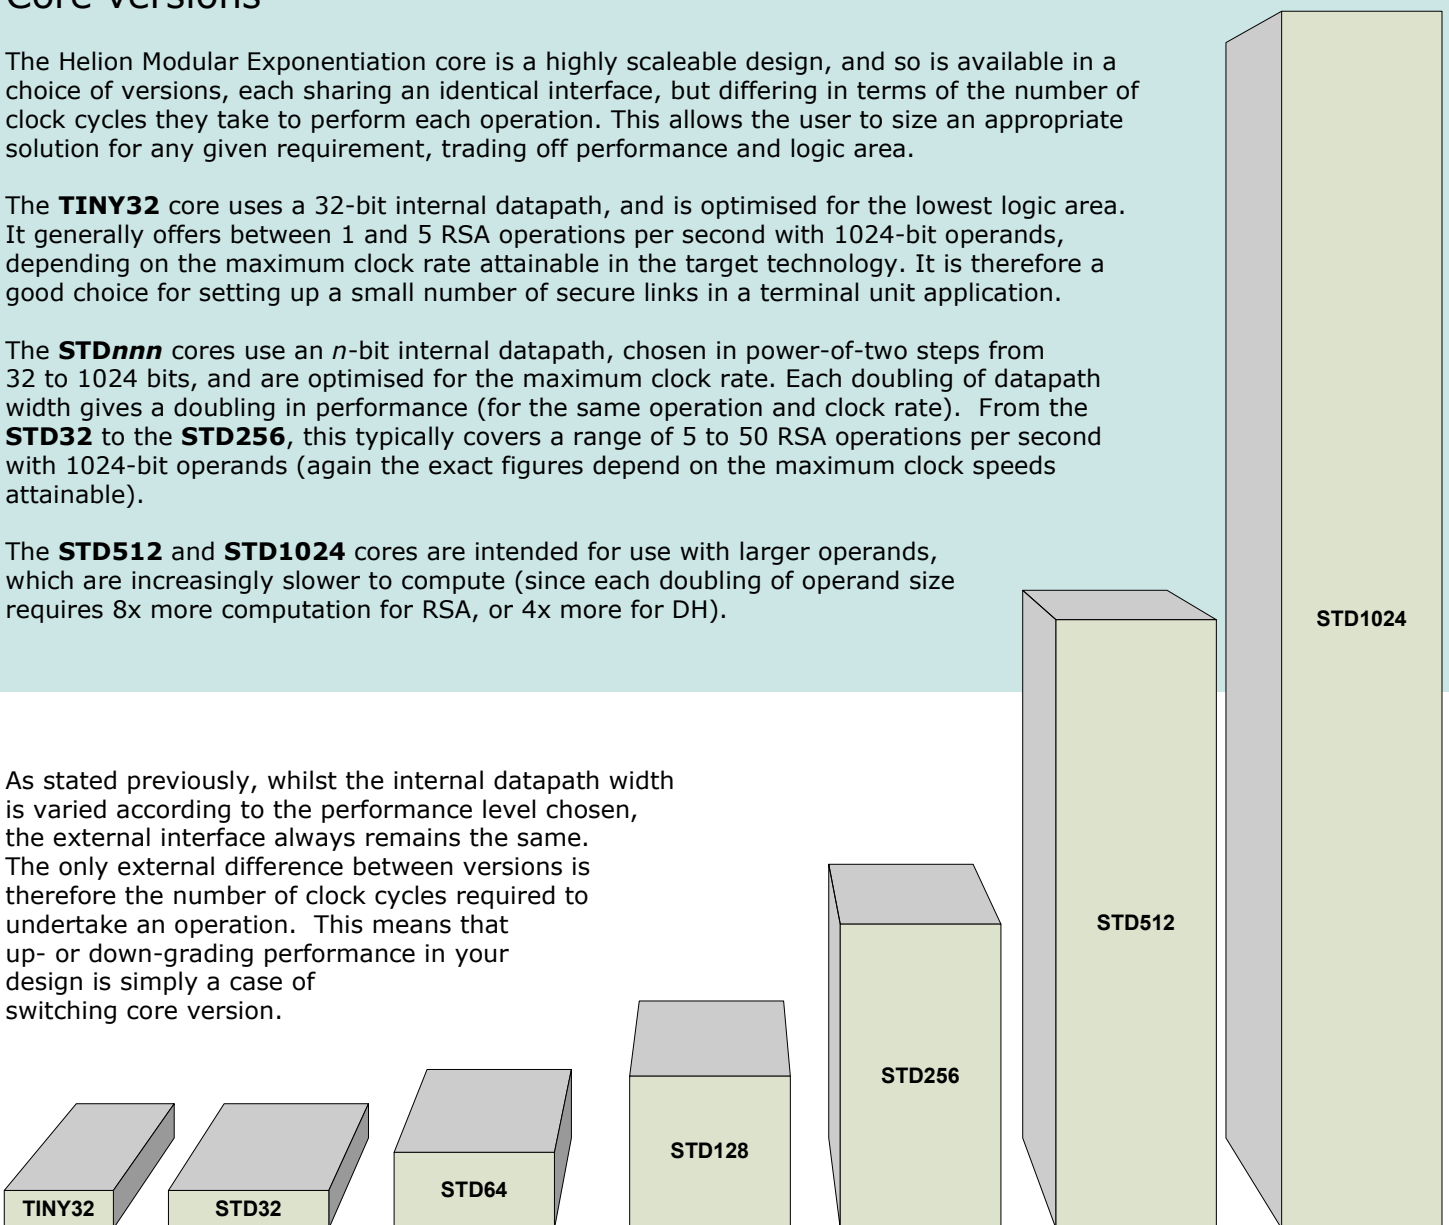 Core Versions
The Helion Modular Exponentiation core is a highly scaleable design, and so is available in a
choice of versions, each sharing an identical interface, but differing in terms of the number of
clock cycles they take to perform each operation. This allows the user to size an appropriate
solution for any given requirement, trading off performance and logic area.
The TINY32 core uses a 32-bit internal datapath, and is optimised for the lowest logic area.
It generally offers between 1 and 5 RSA operations per second with 1024-bit operands,
depending on the maximum clock rate attainable in the target technology. It is therefore a
good choice for setting up a small number of secure links in a terminal unit application.
The STDnnn cores use an n-bit internal datapath, chosen in power-of-two steps from
32 to 1024 bits, and are optimised for the maximum clock rate. Each doubling of datapath
width gives a doubling in performance (for the same operation and clock rate).  From the
STD32 to the STD256, this typically covers a range of 5 to 50 RSA operations per second
with 1024-bit operands (again the exact figures depend on the maximum clock speeds
attainable).
The STD512 and STD1024 cores are intended for use with larger operands,
which are increasingly slower to compute (since each doubling of operand size
requires 8x more computation for RSA, or 4x more for DH).
As stated previously, whilst the internal datapath width
is varied according to the performance level chosen,
the external interface always remains the same.
The only external difference between versions is
therefore the number of clock cycles required to
undertake an operation.  This means that
up- or down-grading performance in your
design is simply a case of
switching core version.
TINY32
STD32
STD64
STD128
STD256
STD512
STD1024